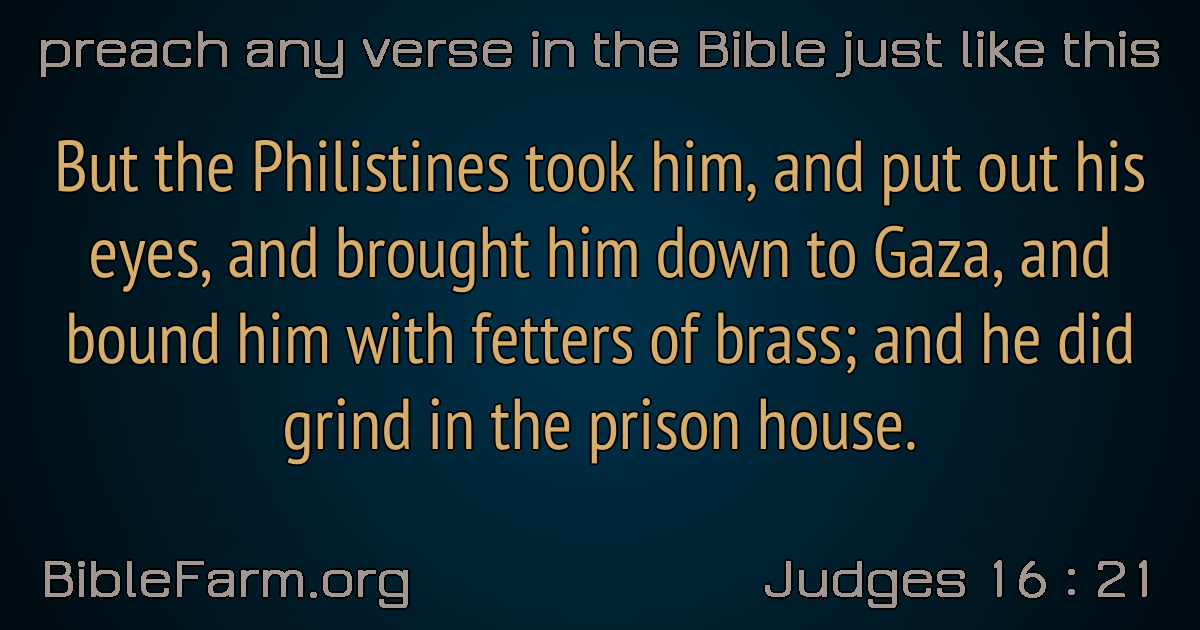 preach any verse in the Bible just like this
But the Philistines took him, and put out his
eyes, and brought him down to Gaza, and
bound him with fetters of brass; and he did
grind in the prison house.
BibleFarm.org
Judges 16 : 21